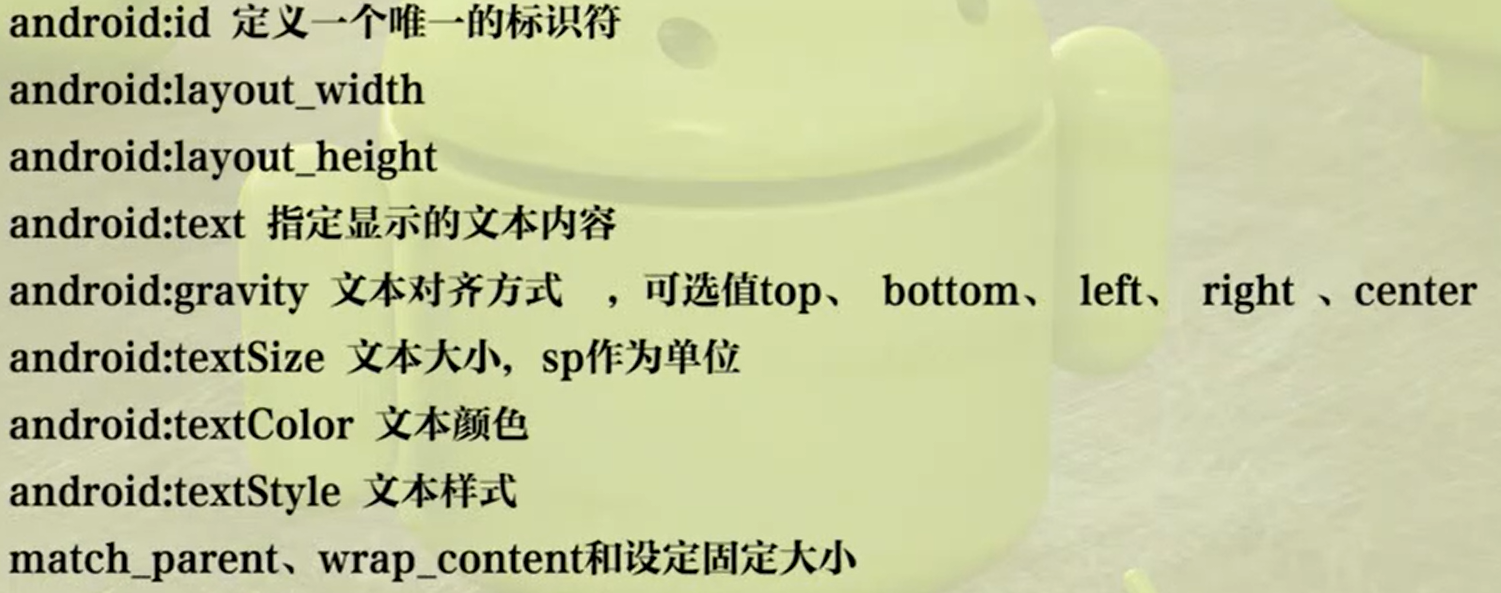 android:id 定义一个唯一的标识符
android:layout_width
android:layout_height
android:text 指定显示的文本内容
android:gravity 文本对齐方式 ，可选值top、 bottom、 left、 right 、center
android:textSize 文本大小，sp作为单位
android:textColor 文本颜色
android:textStyle 文本样式
match_parent、wrap_content和设定固定大小